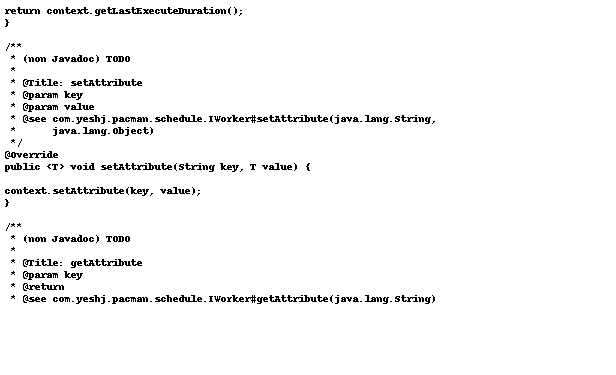 return context.getLastExecuteDuration();
}
/**
 * (non Javadoc) TODO
 *
 * @Title: setAttribute
 * @param key
 * @param value
 * @see com.yeshj.pacman.schedule.IWorker#setAttribute(java.lang.String,
 *      java.lang.Object)
 */
@Override
public <T> void setAttribute(String key, T value) {
context.setAttribute(key, value);
}
/**
 * (non Javadoc) TODO
 *
 * @Title: getAttribute
 * @param key
 * @return
 * @see com.yeshj.pacman.schedule.IWorker#getAttribute(java.lang.String)